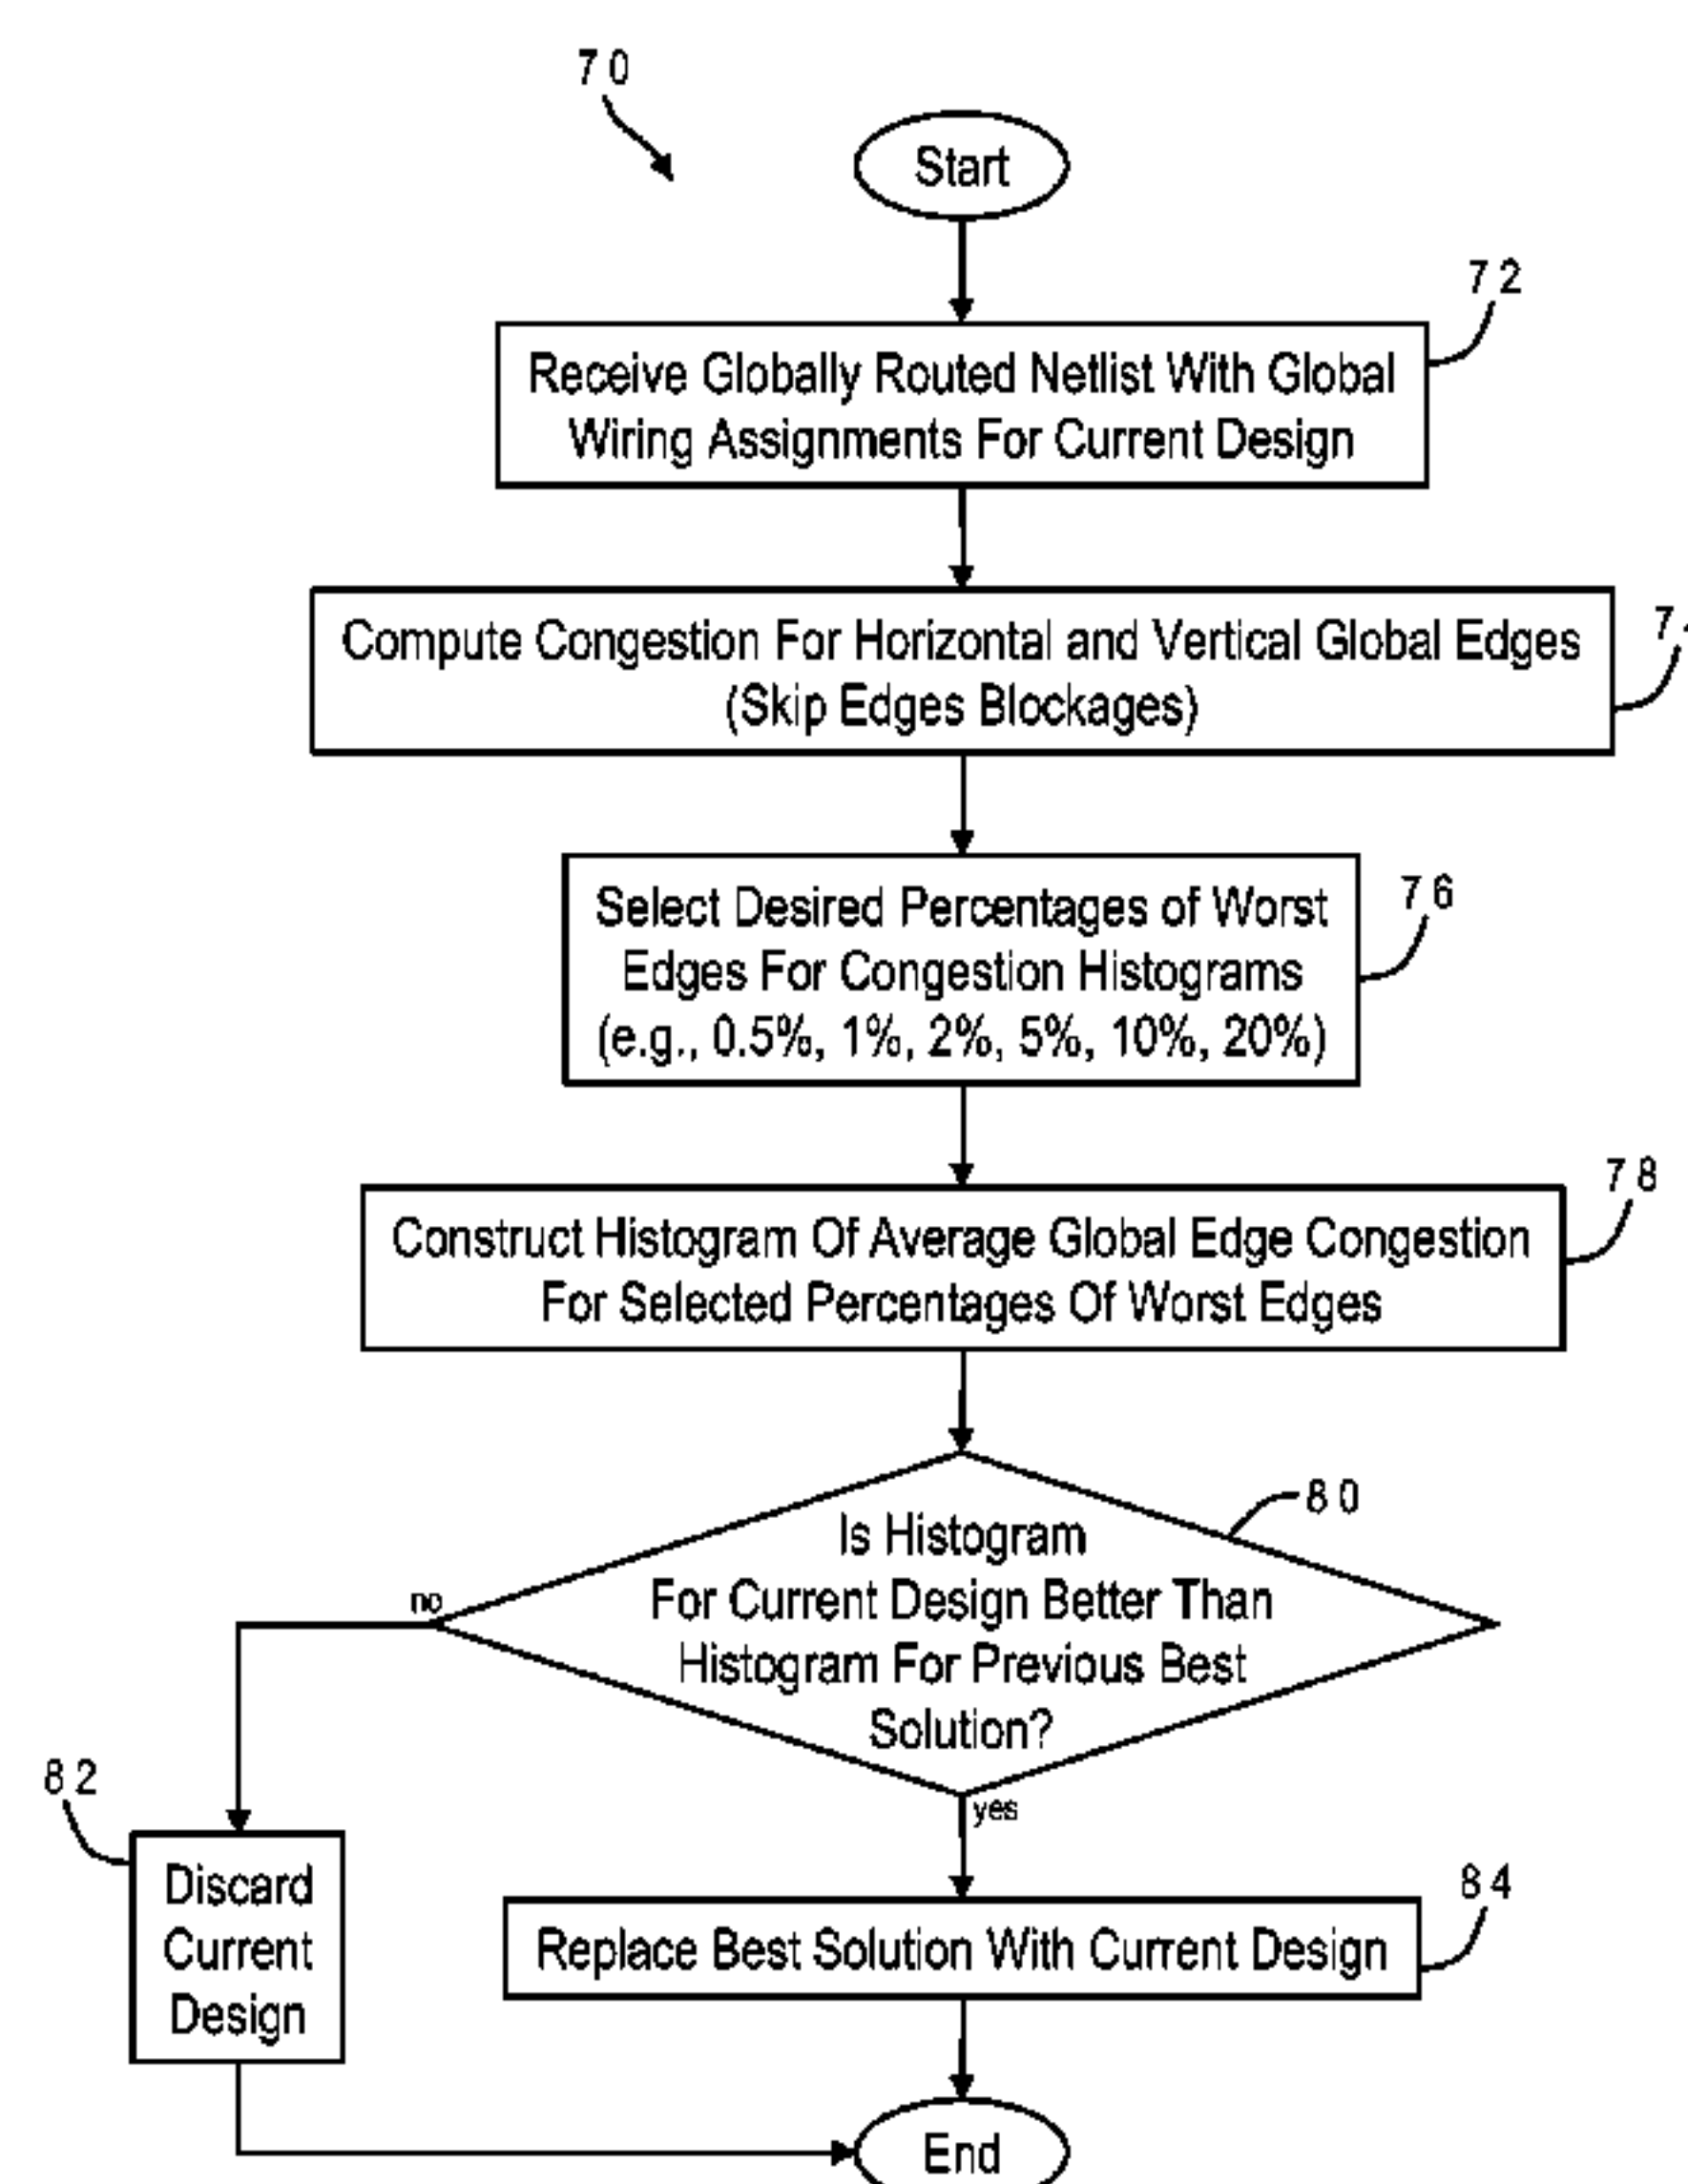 70
Start
72
Receive Globally Routed Netlist With Global
Wiring Assignments For Current Design
Compute Congestion For Horizontal and Vertical Global Edges
(Skip Edges Blockages)
76
Select Desired Percentages of Worst
Edges For Congestion Histograms
(e.g., 0.5%, 1%, 2%, 5%, 10%, 20%)
78
Construct Histogram Of Average Global Edge Congestion
For Selected Percentages Of Worst Edges
80
Is Histogram
For Current Design Better Than
Histogram For Previous Best
Solution?
no
yes
82
Discard
Current
Design
84
Replace Best Solution With Current Design
End